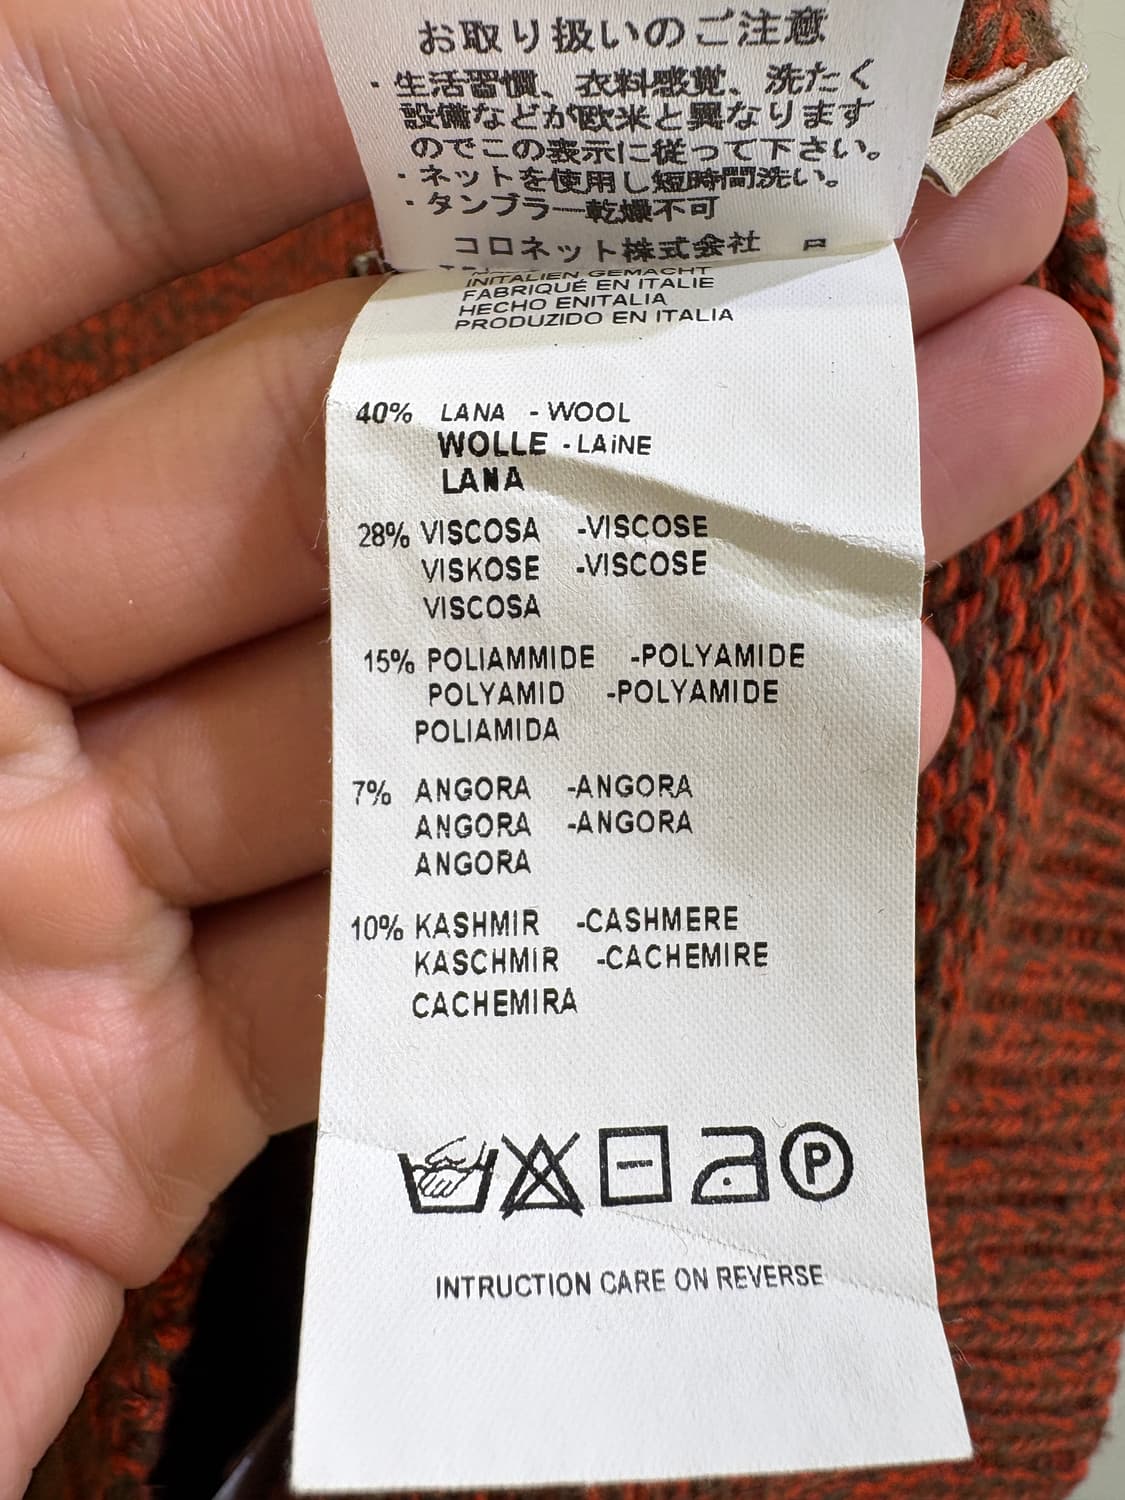 お取り扱いのご注意
・生活習慣、衣料感覚、洗たく
設備などが欧米と異なります
のでこの表示に従って下さい。
・ネットを使用し短時間洗い。
・タンブラー乾燥不可
コロネット株式会社
INITALIEN GEMACHT
FABRIQUÉ EN ITALIE
HECHO ENITALIA
PRODUZIDO EN ITALIA
40% LANA - WOOL
WOLLE - LAiNE
LANA
28% VISCOSA -VISCOSE
VISKOSE -VISCOSE
VISCOSA
15% POLIAMMIDE -POLYAMIDE
POLYAMID -POLYAMIDE
POLIAMIDA
7% ANGORA -ANGORA
ANGORA -ANGORA
ANGORA
10% KASHMIR -CASHMERE
KASCHMIR -CACHEMIRE
CACHEMIRA
P
INTRUCTION CARE ON REVERSE